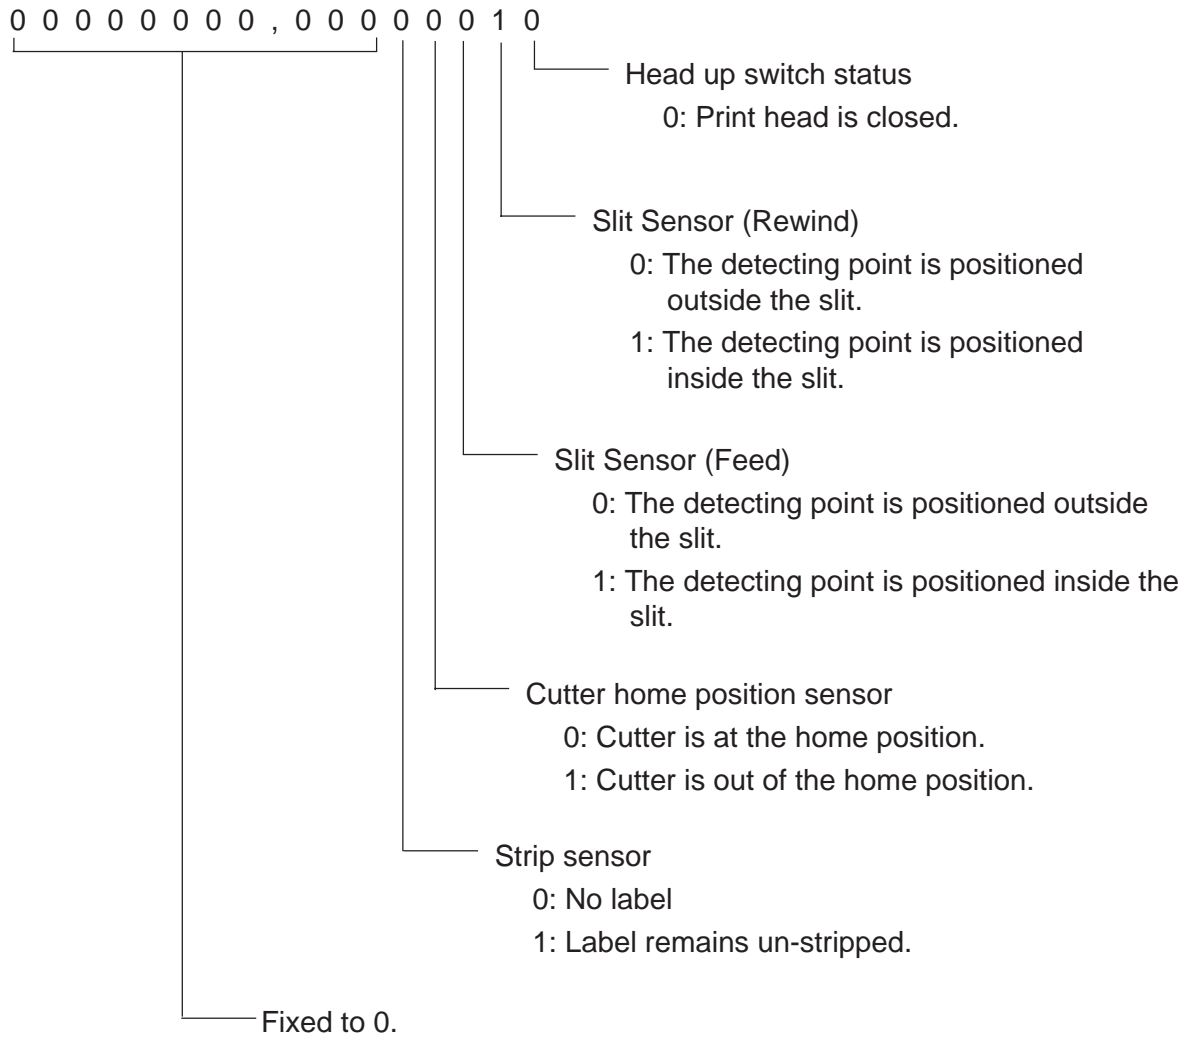 0 0 0 0 0 0 0 0 , 0 0 0 0 0 0 1 0
Head up switch status
0: Print head is closed.
Slit Sensor (Rewind)
0: The detecting point is positioned
outside the slit.
1: The detecting point is positioned
inside the slit.
Slit Sensor (Feed)
0: The detecting point is positioned outside
the slit.
1: The detecting point is positioned inside the
slit.
Cutter home position sensor
0: Cutter is at the home position.
1: Cutter is out of the home position.
Strip sensor
0: No label
1: Label remains un-stripped.
Fixed to 0.